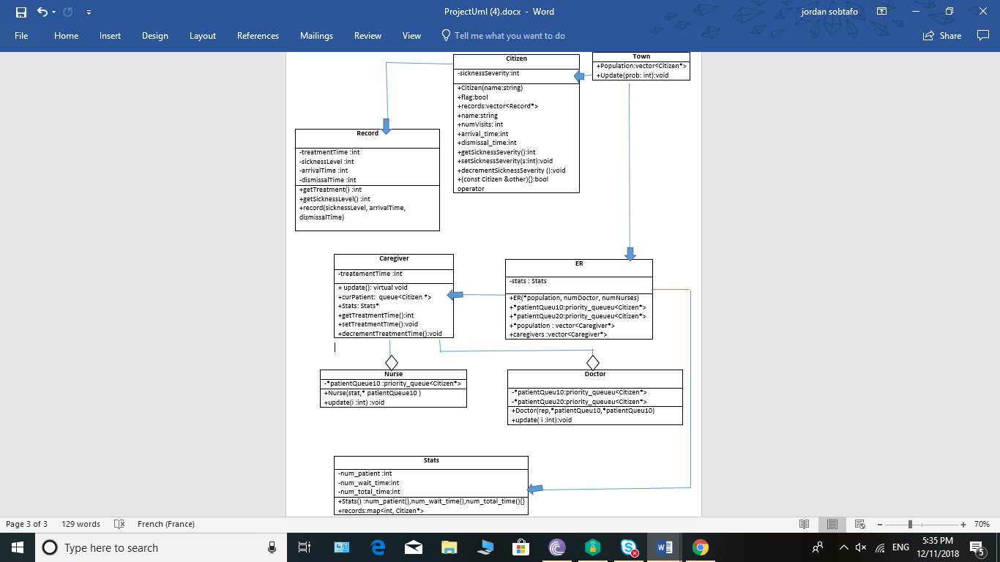 ProjectUml (4).docx - Word
jordan sobtafo
File Home Insert Design Layout References Mailings Review View Tell me what you want to do Share
Citizen
-sicknessSeverity:int
+Citizen(name:string)
+flag:bool
+records:vector<Record*>
+name:string
+numVisits: int
+arrival_time:int
+dismissal_time:int
+getSicknessSeverity():int
+setSicknessSeverity(s:int):void
+decrementSicknessSeverity ():void
+(const Citizen &other){}:bool
operator
Town
+Population:vector<Citizen*>
+Update(prob: int):void
Record
-treatmentTime :int
-sicknessLevel :int
-arrivalTime :int
-dismissalTime :int
+getTreatment() :int
+getSicknessLevel() :int
+record(sicknessLevel, arrivalTime,
dismissalTime)
Caregiver
-treatementTime :int
+ update(): virtual void
+curPatient: queue<Citizen *>
+Stats: Stats*
+getTreatmentTime():int
+setTreatmentTIme():void
+decrementTreatmentTime():void
ER
-stats : Stats
+ER(*population, numDoctor, numNurses)
+*patientQueu10:priority_queueu<Citizen*>
+*patientQueu20:priority_queueu<Citizen*>
+*population : vector<Caregiver*>
+caregivers :vector<Caregiver*>
Nurse
-*patientQueue10 :priority_queue<Citizen*>
+Nurse(stat,* patientQueue10 )
+update(i :int) :void
Doctor
-*patientQueu10:priority_queueu<Citizen*>
-*patientQueu20:priority_queueu<Citizen*>
+Doctor(rep,*patientQueu10,*patientQueu10)
+update( i :int):void
Stats
-num_patient :int
-num_wait_time:int
-num_total_time:int
+Stats() :num_patient(),num_wait_time(),num_total_time(){}
+records:map<int, Citizen*>
Page 3 of 3 129 words French (France) 70%
Type here to search
ENG
5:35 PM
12/11/2018
5